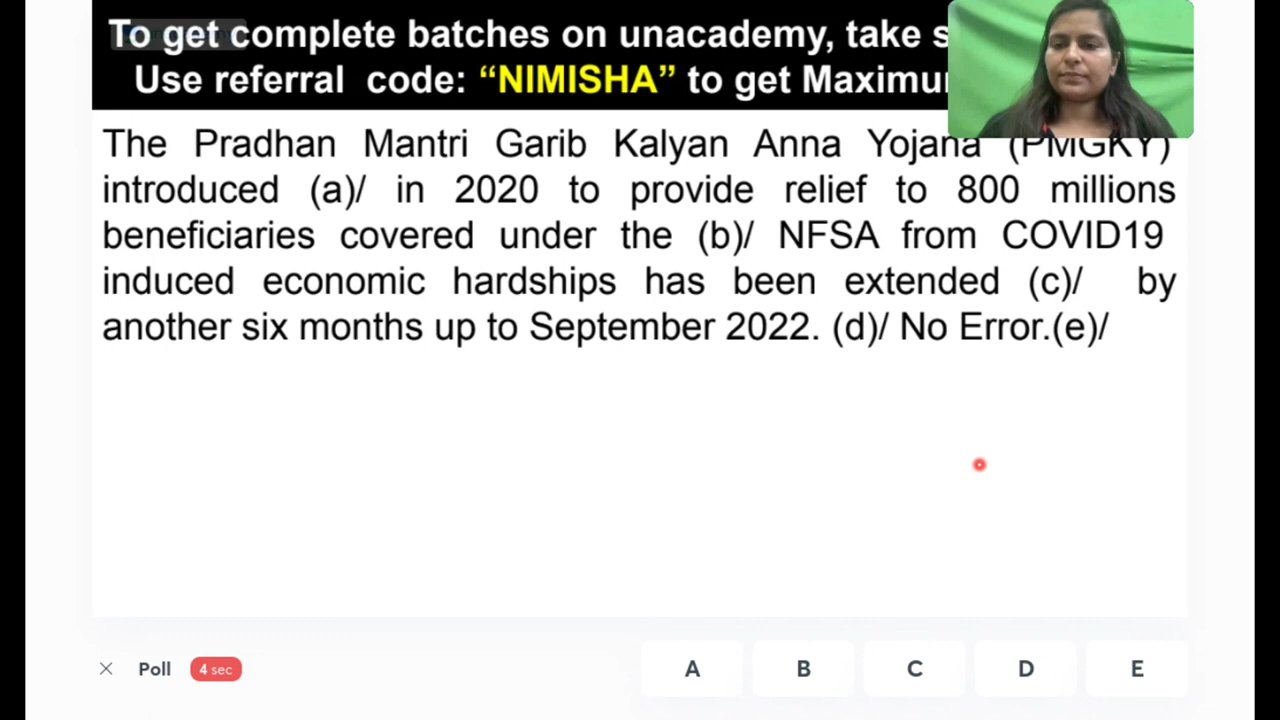 To get complete batches on unacademy, take s
Use referral code: “NIMISHA” to get Maximu
The Pradhan Mantri Garib Kalyan Anna Yojana (PMGKY)
introduced (a)/ in 2020 to provide relief to 800 millions
beneficiaries covered under the (b)/ NFSA from COVID19
induced economic hardships has been extended (c)/ by
another six months up to September 2022. (d)/ No Error.(e)/
Poll 4 sec A B C D E